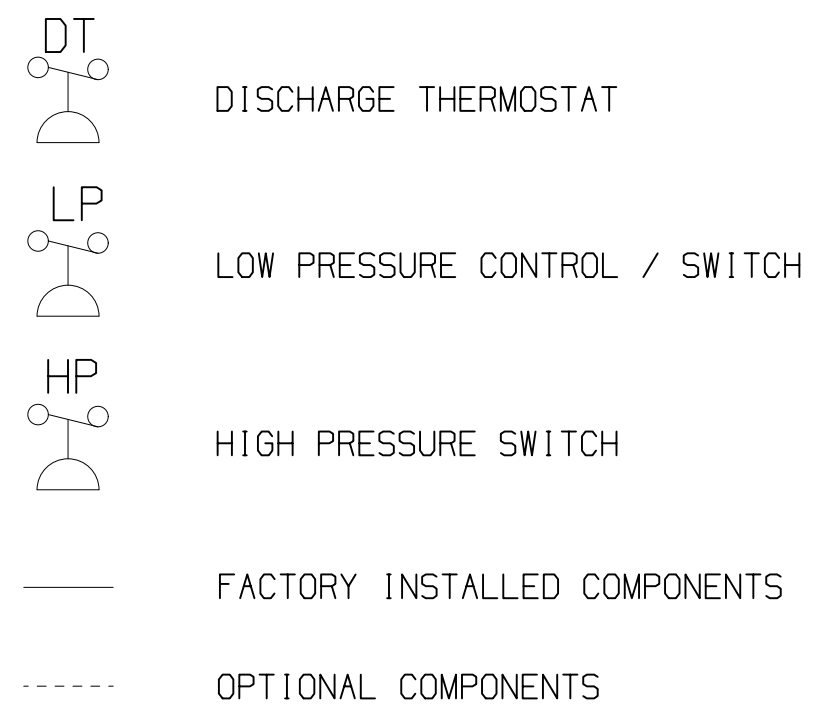 DT
DISCHARGE THERMOSTAT
LP
LOW PRESSURE CONTROL / SWITCH
HP
HIGH PRESSURE SWITCH
FACTORY INSTALLED COMPONENTS
OPTIONAL COMPONENTS